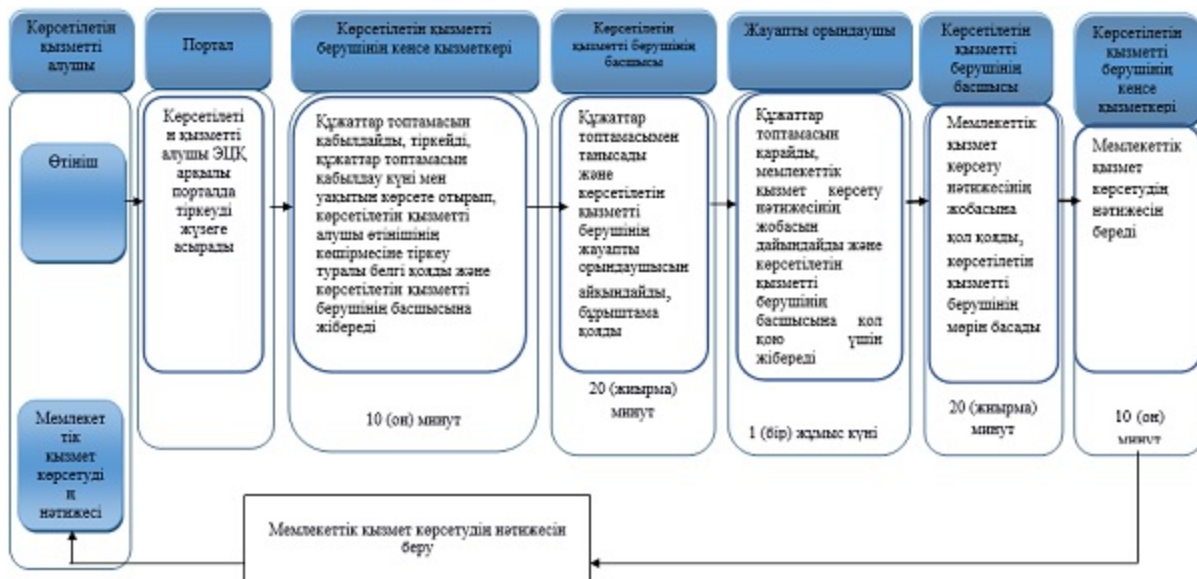 Көрсетілетін
қызметті
алушы
Өтініш
Мемлекет
тік
қызмет
көрсетуді
ң
нәтижесі
Портал
Көрсетілеті
н қызметті
алушы ЭЦҚ
арқылы
порталда
тіркеуді
жүзеге
асырады
Көрсетілетін қызметті
берушінің кеңсе қызметкері
Құжаттар топтамасын
қабылдайды, тіркейді,
құжаттар топтамасын
қабылдау күні мен
уақытын көрсете отырып,
көрсетілетін қызметті
алушы өтінішінің
көшірмесіне тіркеу
туралы белгі қояды және
көрсетілетін қызметті
берушінің басшысына
жібереді
10 (он) минут
Көрсетілетін
қызметті берушінің
басшысы
Құжаттар
топтамасымен
танысады
және
көрсетілетін
қызметті
берушінің
жауапты
орындаушысын
айқындайды,
бұрыштама
қояды
20 (жиырма)
минут
Жауапты орындаушы
Құжаттар
топтамасын
қарайды,
мемлекеттік
қызмет көрсету
нәтижесінің
жобасын
дайындайды және
көрсетілетін
қызметті
берушінің
басшысына қол
қою үшін
жібереді
1 (бір) жұмыс күні
Көрсетілетін
қызметті
берушінің
басшысы
Мемлекеттік
қызмет
көрсету
нәтижесінің
жобасына
қол қояды,
көрсетілетін
қызметті
берушінің
мөрін басады
20 (жиырма)
минут
Көрсетілетін
қызметті
берушінің
кеңсе
қызметкері
Мемлекеттік
қызмет
көрсетудің
нәтижесін
береді
10 (он)
минут
Мемлекеттік қызмет көрсетудің нәтижесін
беру